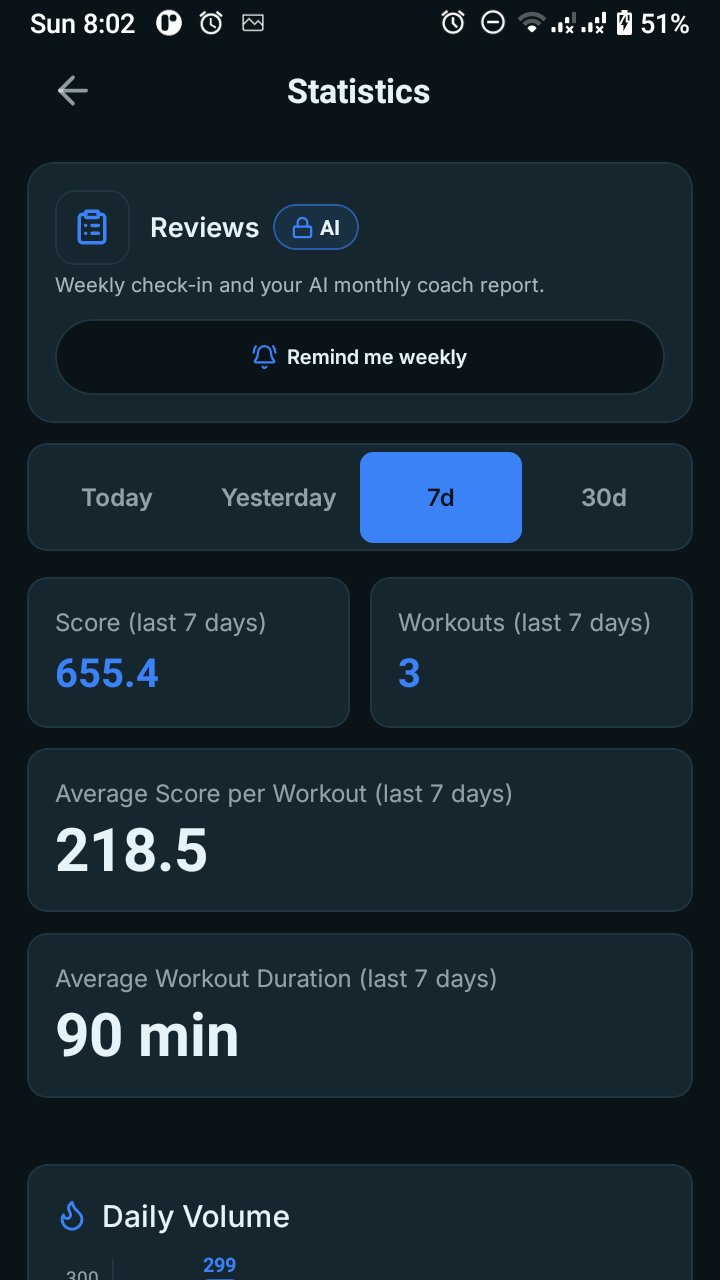 Sun 8:02
51%
Statistics
Reviews
AI
Weekly check-in and your AI monthly coach report.
Remind me weekly
Today
Yesterday
7d
30d
Score (last 7 days)
655.4
Workouts (last 7 days)
3
Average Score per Workout (last 7 days)
218.5
Average Workout Duration (last 7 days)
90 min
Daily Volume
299
300